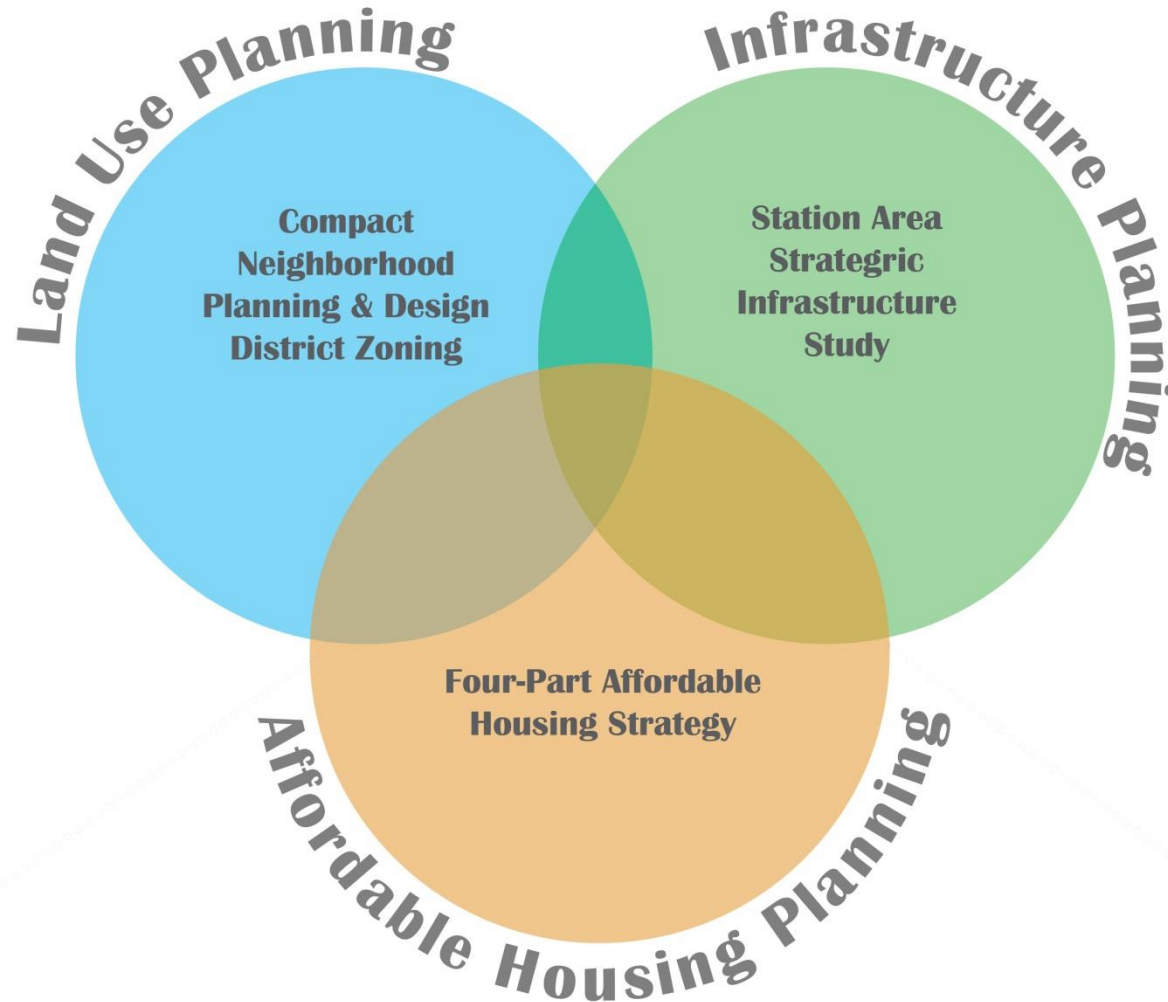 Land Use Planning
Infrastructure Planning
Compact
Neighborhood
Planning & Design
District Zoning
Station Area
Strategric
Infrastructure
Study
Four-Part Affordable
Housing Strategy
Affordable Housing Planning